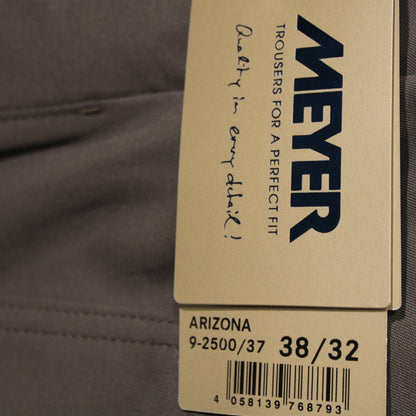 MEYER
TROUSERS FOR A PERFECT FIT
Quality in every detail!
ARIZONA
9-2500/37 38/32
4 058139 768793